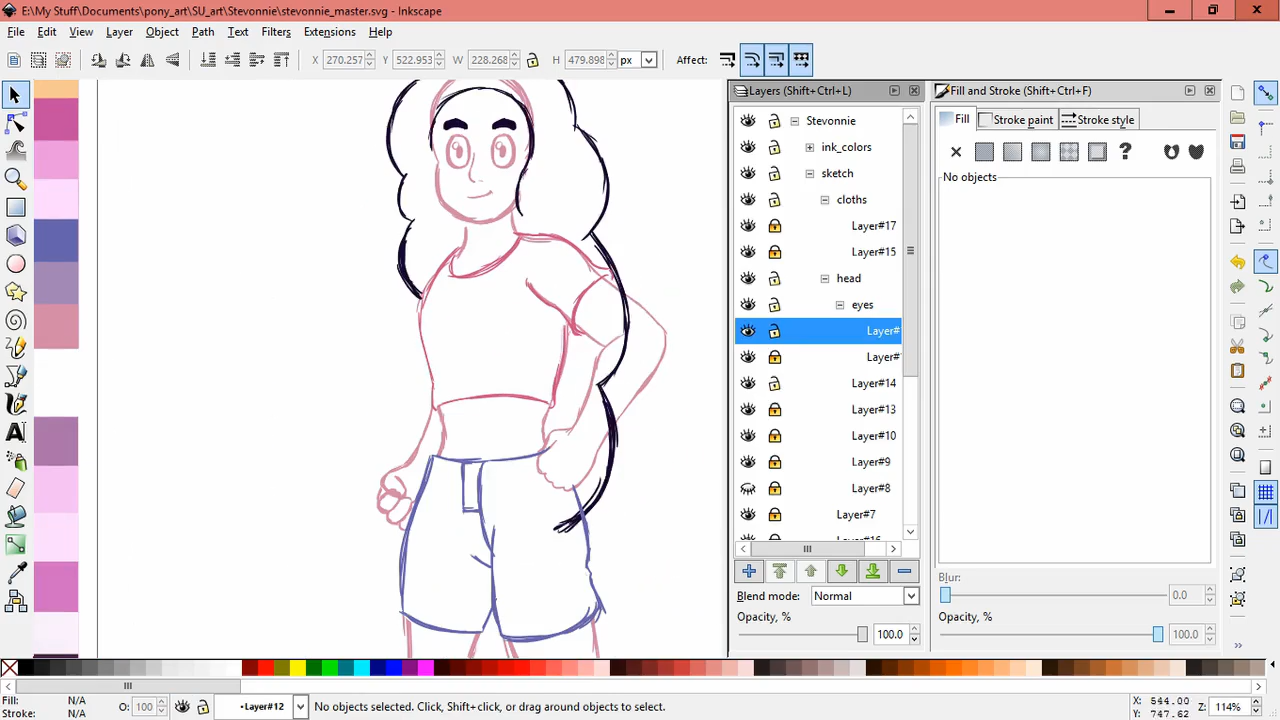 E:\My Stuff\Documents\pony_art\SU_art\Stevonnie\stevonnie_master.svg - Inkscape
File Edit View Layer Object Path Filters Text Extensions Help
X 270.257 Y 522.953 W 228.268 H 479.898 px Affect:
Layers (Shift+Ctrl+L)
Fill and Stroke (Shift+Ctrl+F)
Stevonnie
Fill Stroke paint Stroke style
ink_colors
sketch
No objects
cloths
Layer#17
Layer#15
head
eyes
Layer#
Layer#
Layer#14
Layer#13
Layer#10
Layer#9
Layer#8
Layer#7
Layer#16
Blur:
0.0
Blend mode: Normal
Opacity, %
100.0
Opacity, %
100.0
Fill: N/A
Stroke: N/A
O: 100
•Layer#12
No objects selected. Click, Shift+click, or drag around objects to select.
X: 544.00
Y: 747.62
Z: 114%